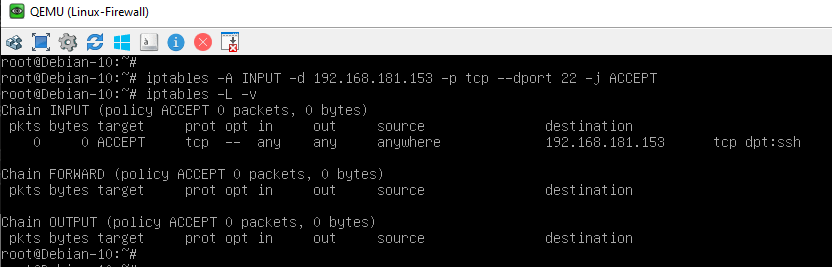 QEMU (Linux-Firewall)
root@Debian-10:~#
root@Debian-10:~# iptables -A INPUT -d 192.168.181.153 -p tcp --dport 22 -j ACCEPT
root@Debian-10:~# iptables -L -v
Chain INPUT (policy ACCEPT 0 packets, 0 bytes)
pkts bytes target prot opt in out source destination
0 0 ACCEPT tcp -- any any anywhere 192.168.181.153 tcp dpt:ssh
Chain FORWARD (policy ACCEPT 0 packets, 0 bytes)
pkts bytes target prot opt in out source destination
Chain OUTPUT (policy ACCEPT 0 packets, 0 bytes)
pkts bytes target prot opt in out source destination
root@Debian-10:~#
root@Debian-10:~#